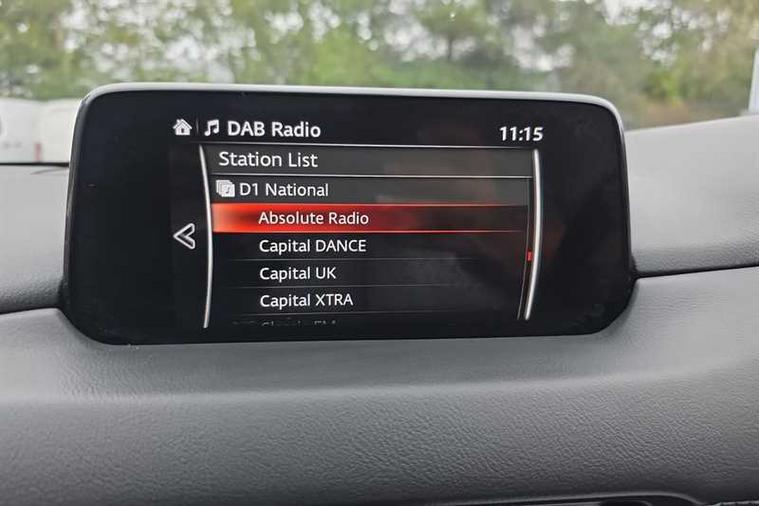 DAB Radio
11:15
Station List
D1 National
Absolute Radio
Capital DANCE
Capital UK
Capital XTRA